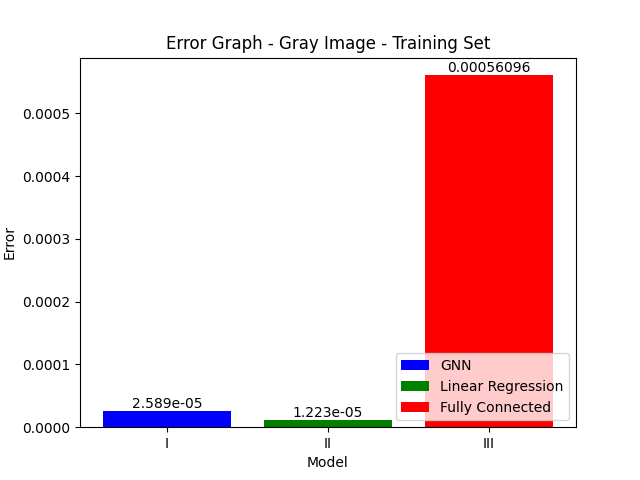 Error Graph - Gray Image - Training Set
0.00056096
0.0005
0.0004
0.0003
Error
0.0002
0.0001
GNN
2.589e-05
Linear Regression
1.223e-05
Fully Connected
0.0000
I
II
III
Model